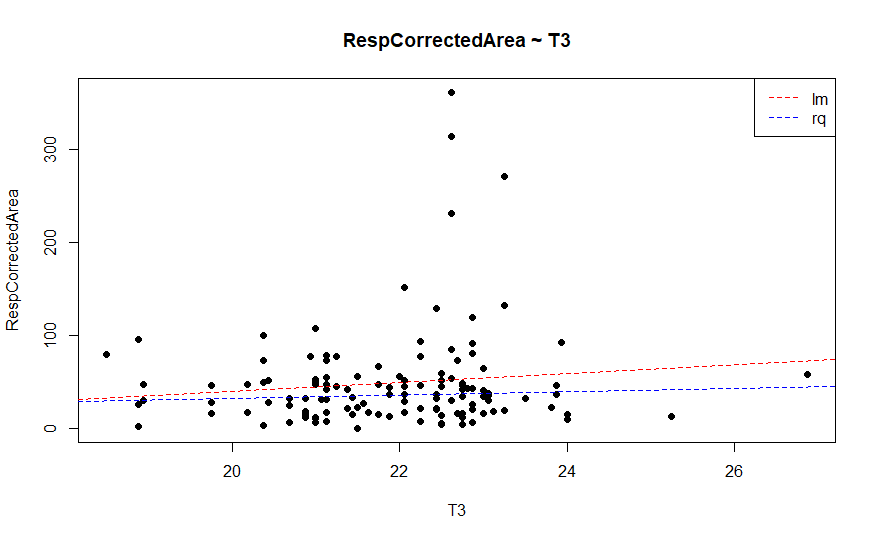 RespCorrectedArea ~ T3
lm
rq
RespCorrectedArea
300
200
100
0
20 22 24 26
T3